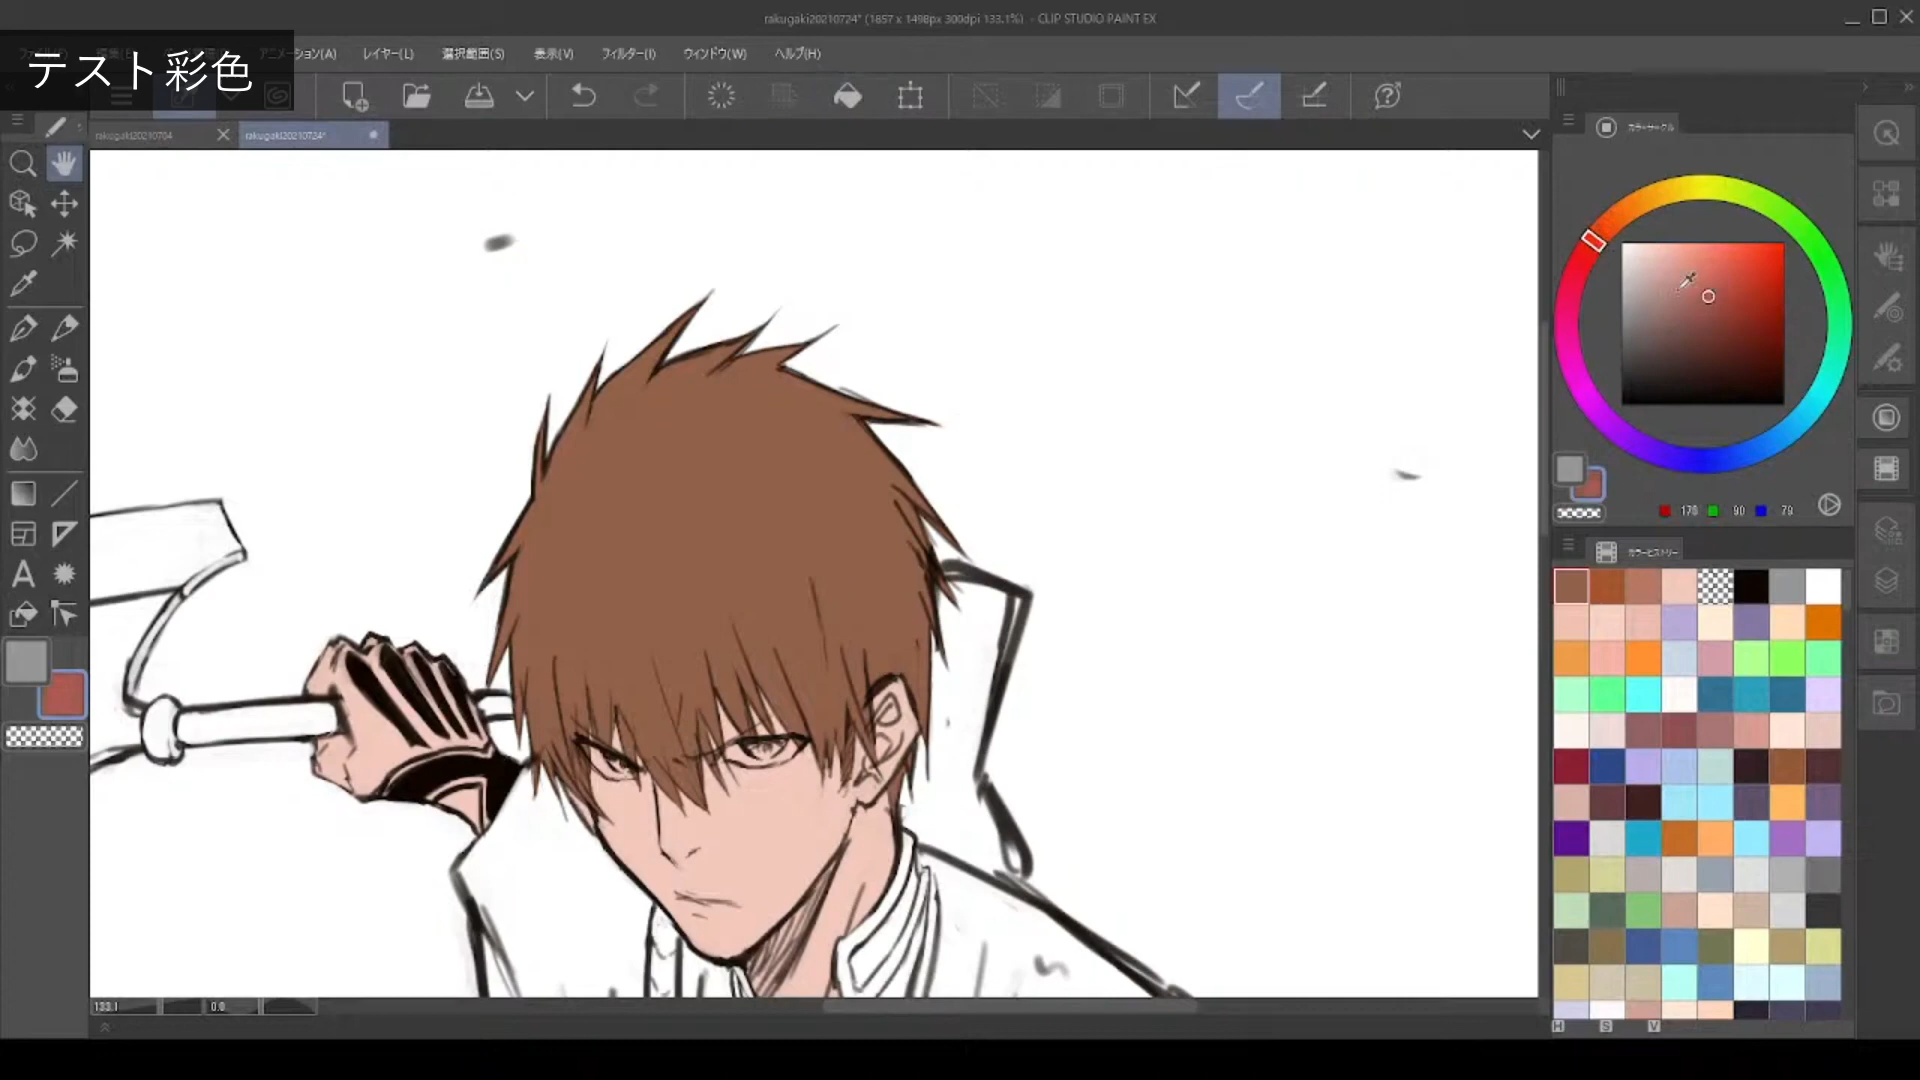 rakugaki20210724* (1857 x 1498px 300dpi 133.1%) - CLIP STUDIO PAINT EX
アニメーション(A) レイヤー(L) 選択範囲(S) 表示(V) フィルター(I) ウィンドウ(W) ヘルプ(H)
テスト彩色
rakugaki20210704 rakugaki20210724*
カラーサークル
176 90 79
カラーヒストリー
133.1 0.0
H S V